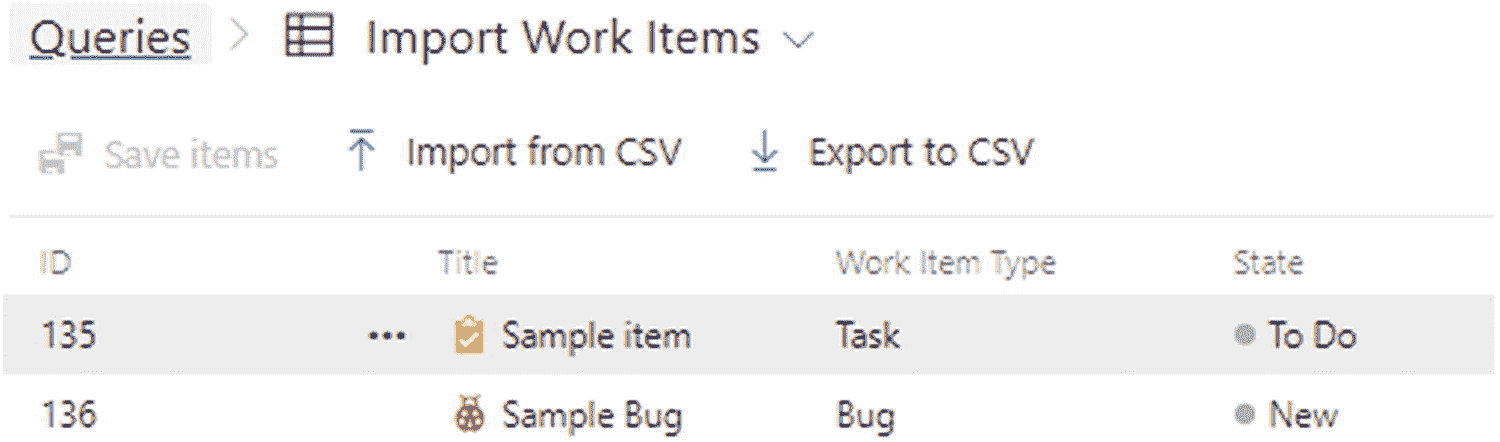 Queries > Import Work Items
Save items Import from CSV Export to CSV
ID Title Work Item Type State
135 ... Sample item Task To Do
136 Sample Bug Bug New